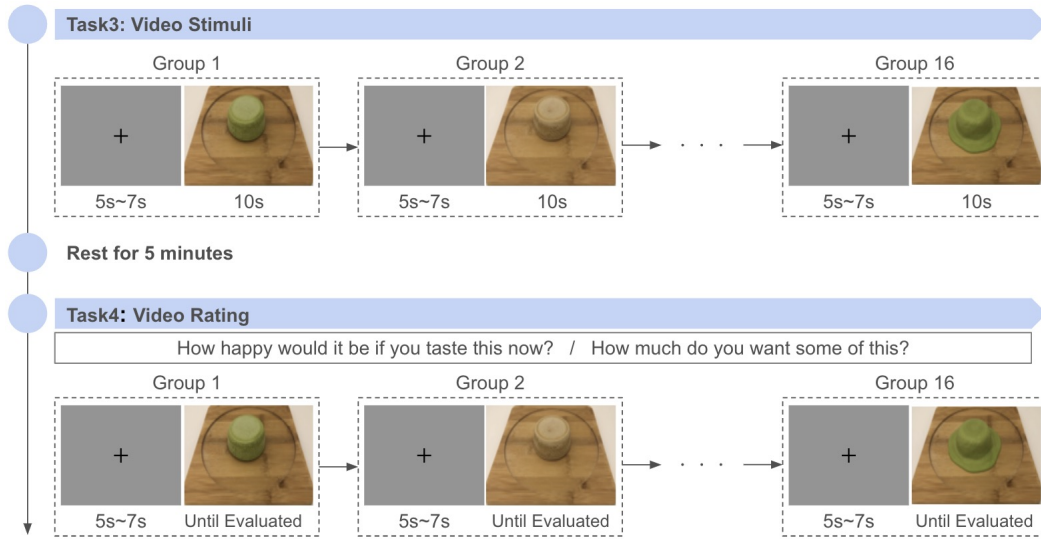 Task3: Video Stimuli
Group 1 Group 2 Group 16
5s~7s 10s 5s~7s 10s . . . 5s~7s 10s
Rest for 5 minutes
Task4: Video Rating
How happy would it be if you taste this now? / How much do you want some of this?
Group 1 Group 2 Group 16
5s~7s Until Evaluated 5s~7s Until Evaluated . . . 5s~7s Until Evaluated